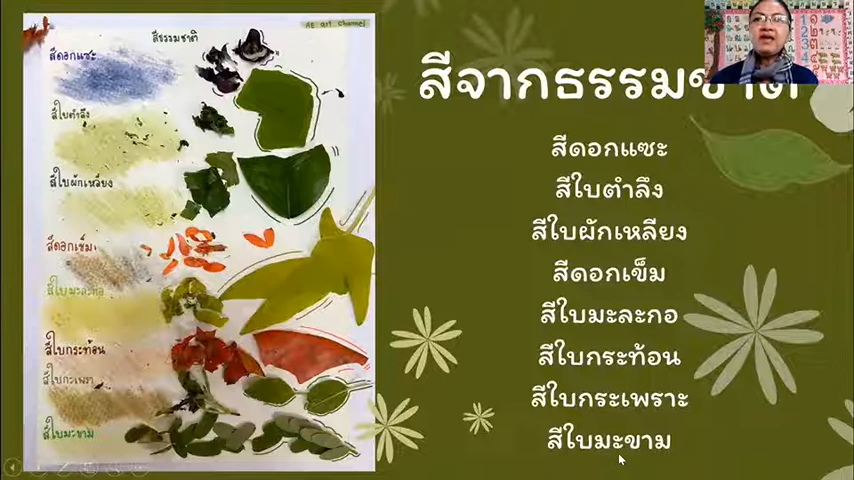 AE art channel
สีธรรมชาติ
สีดอกแซะ
สีใบตำลึง
สีใบผักเหลียง
สีดอกเข็ม
สีใบมะละกอ
สีใบกระท้อน
สีใบกะเพรา
สีใบมะขาม
สีจากธรรมชาติ
สีดอกแซะ
สีใบตำลึง
สีใบผักเหลียง
สีดอกเข็ม
สีใบมะละกอ
สีใบกระท้อน
สีใบกระเพราะ
สีใบมะขาม